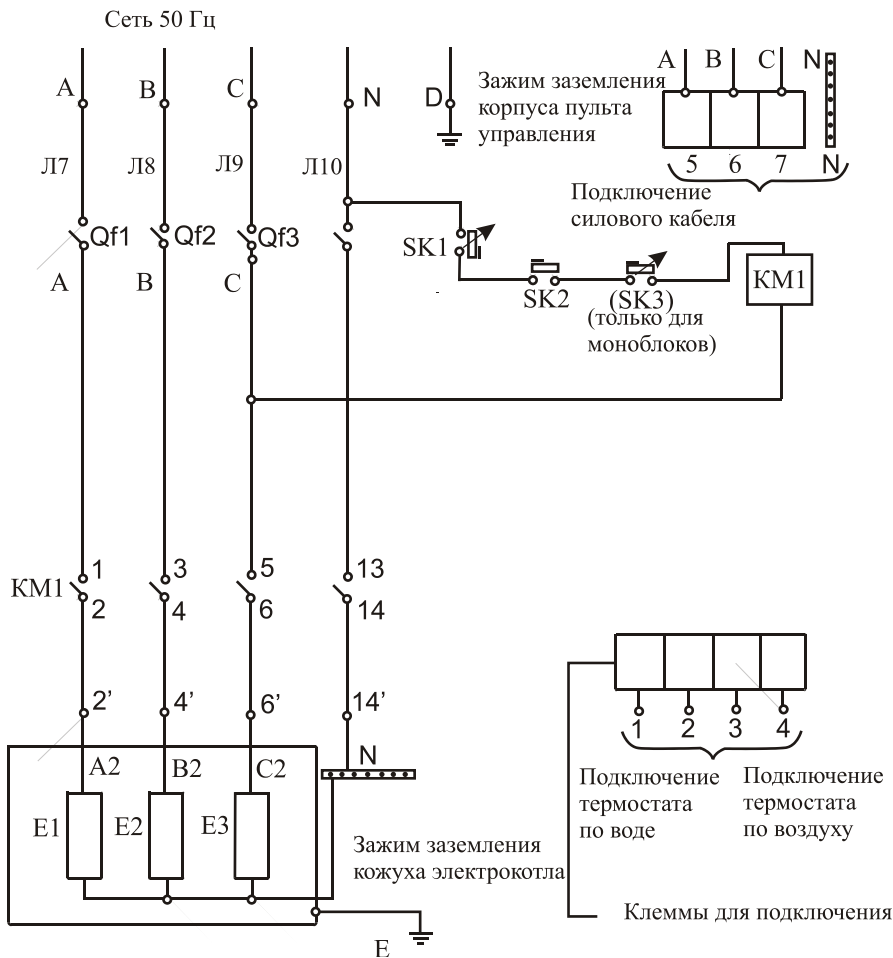 Сеть 50 Гц
A
B
C
N
D
Зажим заземления
корпуса пульта
управления
A
B
C
N
5
6
7
N
Подключение
силового кабеля
Л7
Л8
Л9
Л10
Qf1
Qf2
Qf3
A
B
C
SK1
SK2
(SK3)
(только для
моноблоков)
КМ1
КМ1
1
2
3
4
5
6
13
14
2’
4’
6’
14’
A2
B2
C2
N
E1
E2
E3
Зажим заземления
кожуха электрокотла
E
1
2
3
4
Подключение
термостата
по воде
Подключение
термостата
по воздуху
Клеммы для подключения